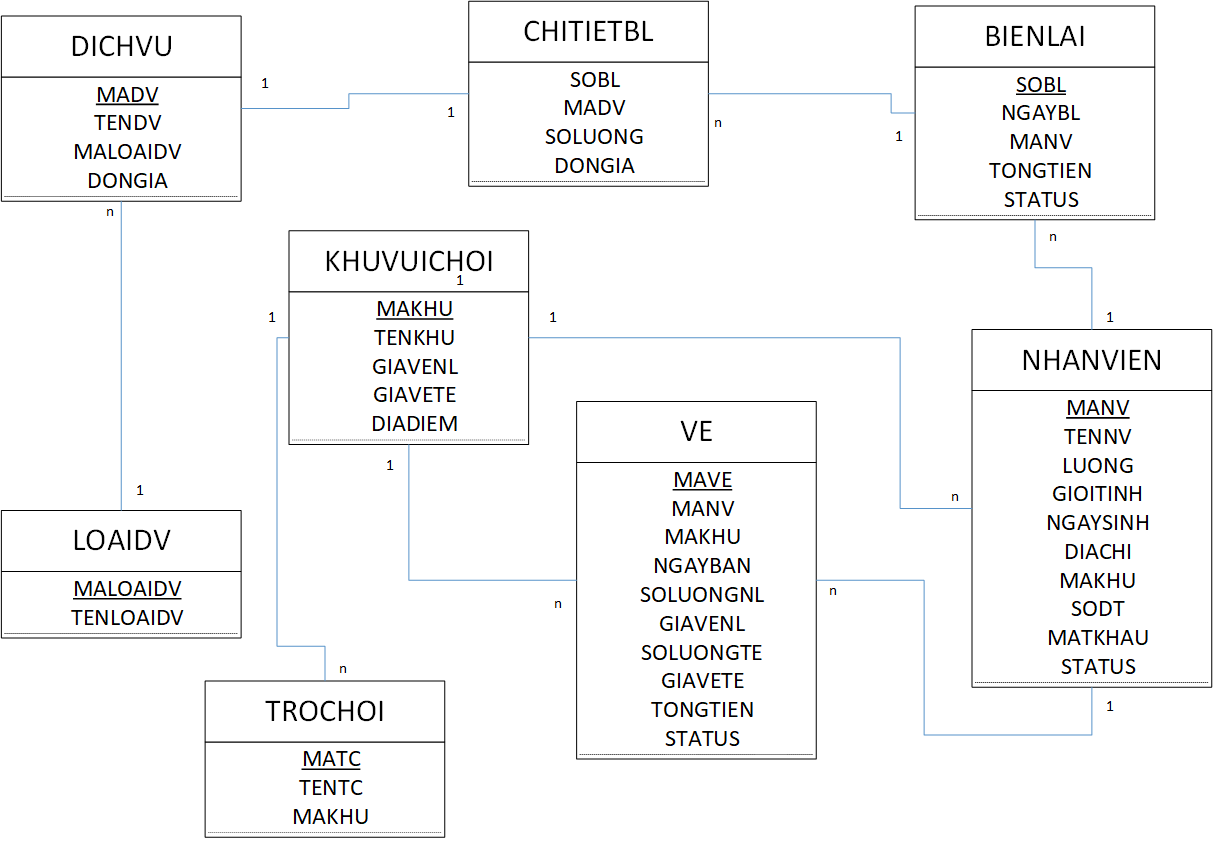 DICHVU
MADV
TENDV
MALOAIDV
DONGIA
1
1
CHITIETBL
SOBL
MADV
SOLUONG
DONGIA
n
1
BIENLAI
SOBL
NGAYBL
MANV
TONGTIEN
STATUS
n
n
1
1
LOAIDV
MALOAIDV
TENLOAIDV
KHUVUICHOI
1
MAKHU
TENKHU
GIAVENL
GIAVETE
DIADIEM
1
1
1
n
n
VE
MAVE
MANV
MAKHU
NGAYBAN
SOLUONGNL
GIAVENL
SOLUONGTE
GIAVETE
TONGTIEN
STATUS
n
n
1
NHANVIEN
MANV
TENNV
LUONG
GIOITINH
NGAYSINH
DIACHI
MAKHU
SODT
MATKHAU
STATUS
TROCHOI
MATC
TENTC
MAKHU